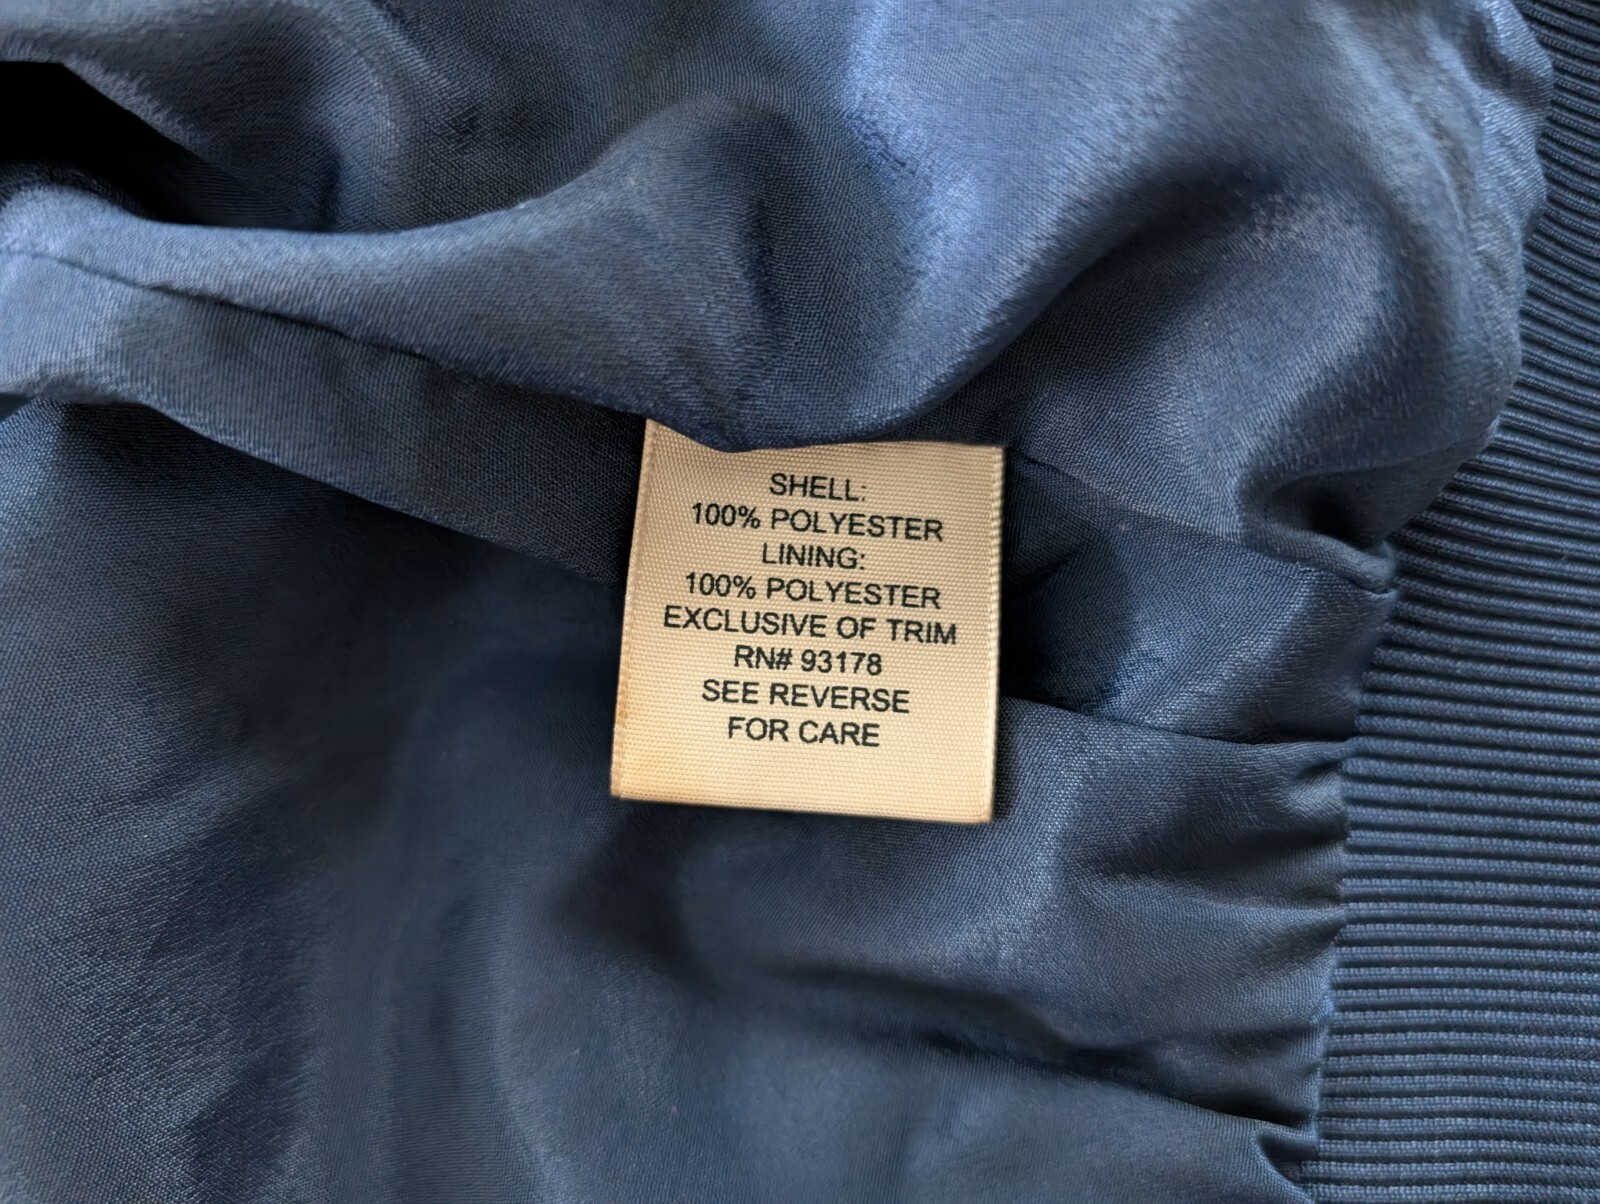 SHELL:
100% POLYESTER
LINING:
100% POLYESTER
EXCLUSIVE OF TRIM
RN# 93178
SEE REVERSE
FOR CARE